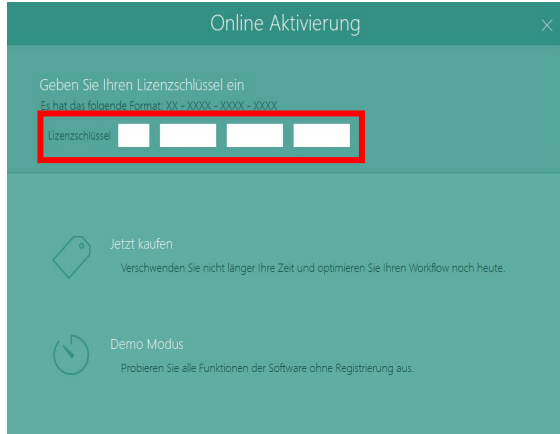 Online Aktivierung
Geben Sie Ihren Lizenzschlüssel ein
Es hat das folgende Format: XX - XXXX - XXXX - XXXX
Lizenzschlüssel
Jetzt kaufen
Verschwenden Sie nicht länger Ihre Zeit und optimieren Sie Ihren Workflow noch heute.
Demo Modus
Probieren Sie alle Funktionen der Software ohne Registrierung aus.